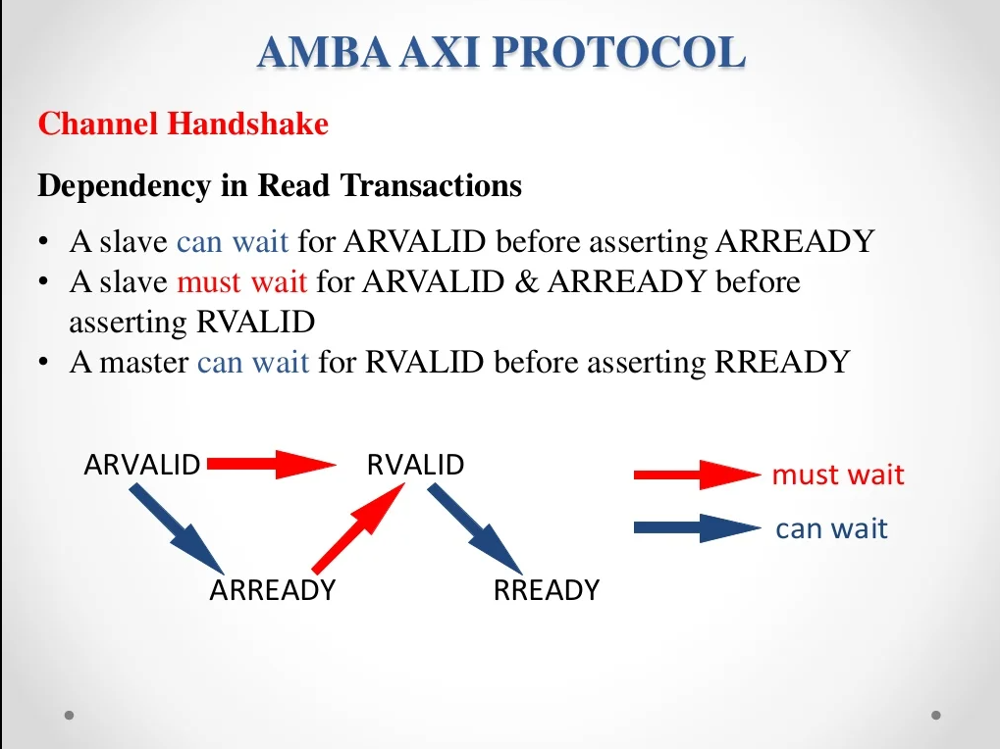 AMBA AXI PROTOCOL
Channel Handshake
Dependency in Read Transactions
• A slave can wait for ARVALID before asserting ARREADY
• A slave must wait for ARVALID & ARREADY before
asserting RVALID
• A master can wait for RVALID before asserting RREADY
ARVALID RVALID
must wait
can wait
ARREADY RREADY